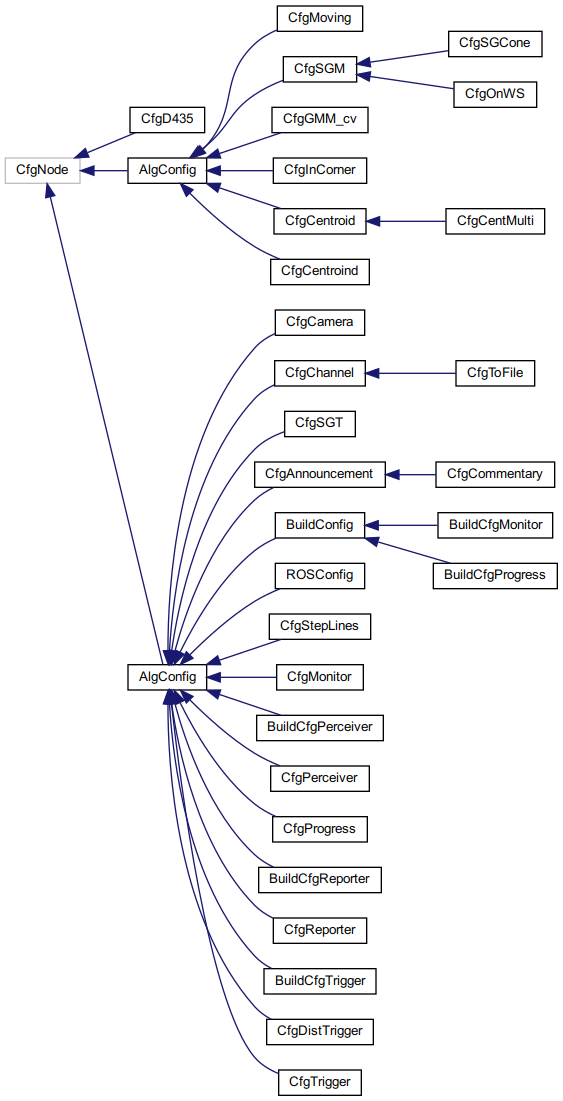 CfgMoving
CfgSGCone
CfgSGM
CfgOnWS
CfgD435
CfgGMM_cv
CfgNode
AlgConfig
CfgInCorner
CfgCentroid
CfgCentMulti
CfgCentroind
CfgCamera
CfgChannel
CfgToFile
CfgSGT
CfgAnnouncement
CfgCommentary
BuildConfig
BuildCfgMonitor
BuildCfgProgress
ROSConfig
CfgStepLines
AlgConfig
CfgMonitor
BuildCfgPerceiver
CfgPerceiver
CfgProgress
BuildCfgReporter
CfgReporter
BuildCfgTrigger
CfgDistTrigger
CfgTrigger